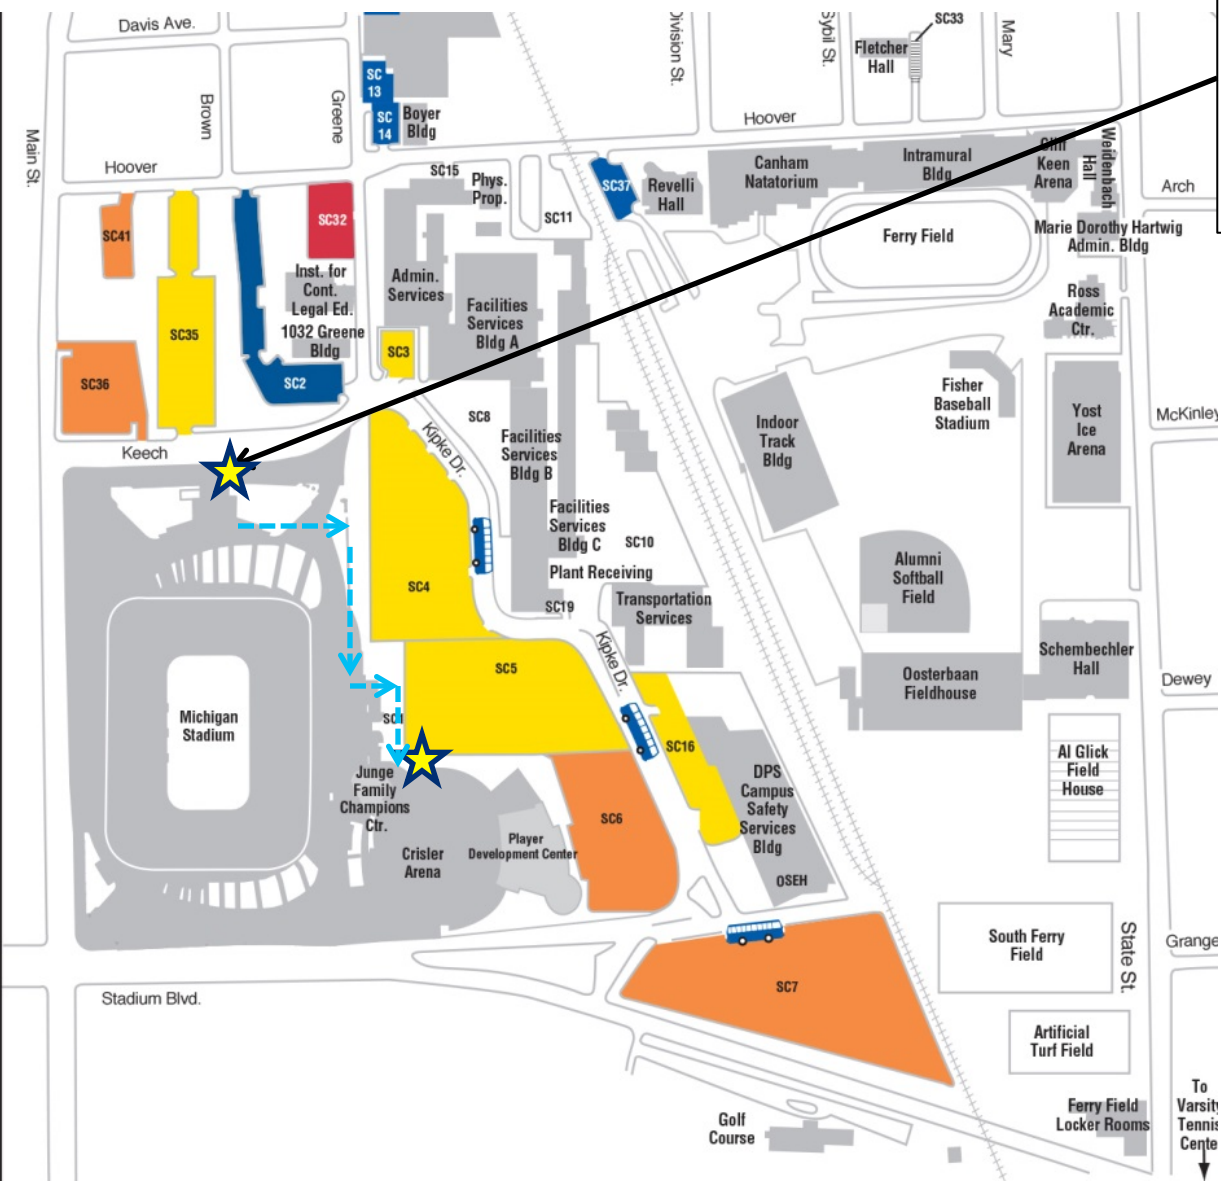 Davis Ave.
SC33
Fletcher
Hall
Mary
Sybil St.
Division St.
SC
13
SC
14
Boyer
Bldg
Brown
Greene
Main St.
Hoover
Hoover
SC15
Phys.
Prop.
SC11
SC37
Revelli
Hall
Canham
Natatorium
Intramural
Bldg
Cliff
Keen
Arena
Weidenbach
Hall
Arch
Marie Dorothy Hartwig
Admin. Bldg
Ferry Field
SC41
SC32
Inst. for
Cont.
Legal Ed.
1032 Greene
Bldg
Admin.
Services
Facilities
Services
Bldg A
Ross
Academic
Ctr.
SC35
SC3
SC36
SC2
SC8
Fisher
Baseball
Stadium
Yost
Ice
Arena
McKinley
Indoor
Track
Bldg
Keech
Kipke Dr.
Facilities
Services
Bldg B
Facilities
Services
Bldg C
SC10
Plant Receiving
SC4
SC19
Transportation
Services
Alumni
Softball
Field
Kipke Dr.
SC5
Schembechler
Hall
Oosterbaan
Fieldhouse
Dewey
Michigan
Stadium
SC1
SC16
Junge
Family
Champions
Ctr.
DPS
Campus
Safety
Services
Bldg
Al Glick
Field
House
SC6
Player
Development Center
Crisler
Arena
OSEH
South Ferry
Field
State St.
Grange
SC7
Stadium Blvd.
Artificial
Turf Field
Ferry Field
Locker Rooms
Golf
Course
To
Varsity
Tennis
Cente